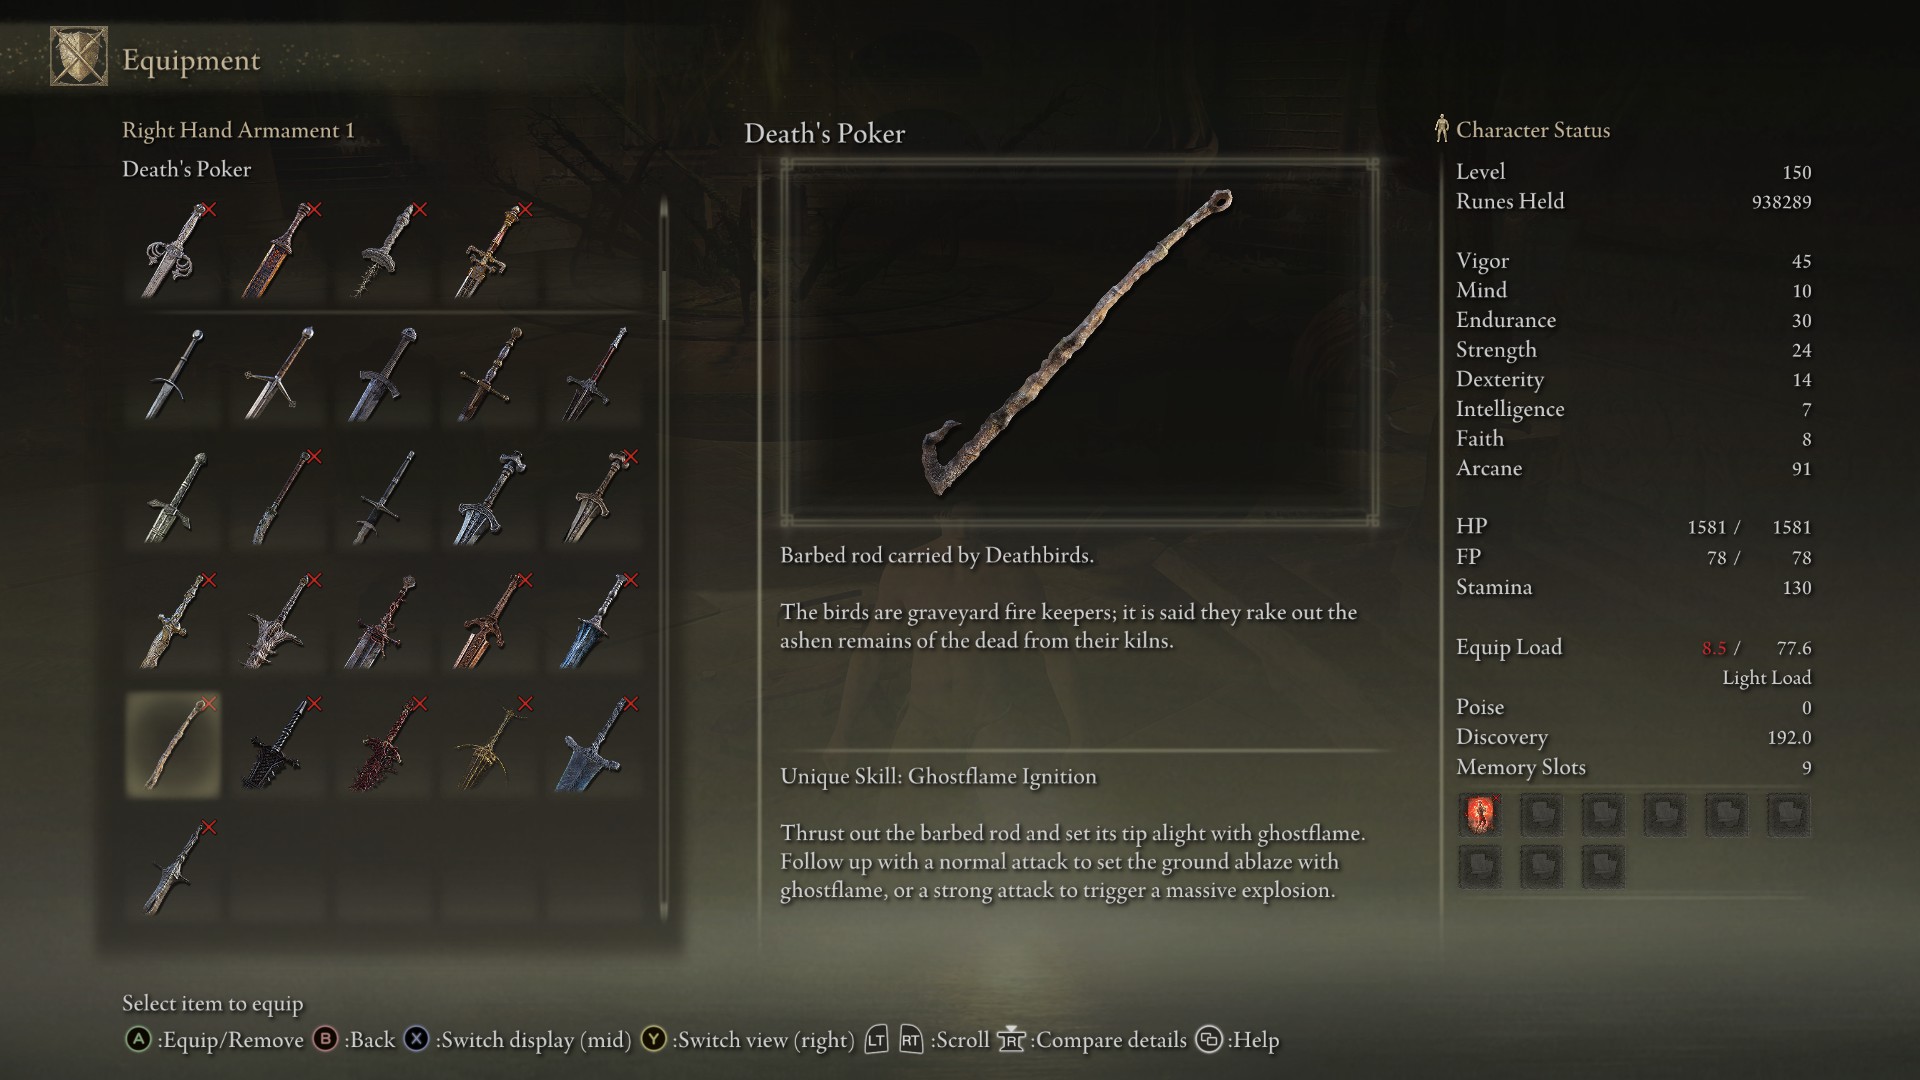 Equipment
Right Hand Armament 1
Death's Poker
Death's Poker
Barbed rod carried by Deathbirds.
The birds are graveyard fire keepers; it is said they rake out the
ashen remains of the dead from their kilns.
Unique Skill: Ghostflame Ignition
Thrust out the barbed rod and set its tip alight with ghostflame.
Follow up with a normal attack to set the ground ablaze with
ghostflame, or a strong attack to trigger a massive explosion.
Character Status
Level 150
Runes Held 938289
Vigor 45
Mind 10
Endurance 30
Strength 24
Dexterity 14
Intelligence 7
Faith 8
Arcane 91
HP 1581 / 1581
FP 78 / 78
Stamina 130
Equip Load 8.5 / 77.6
Light Load
Poise 0
Discovery 192.0
Memory Slots 9
Select item to equip
A :Equip/Remove B :Back X :Switch display (mid) Y :Switch view (right) LT RT :Scroll R :Compare details :Help